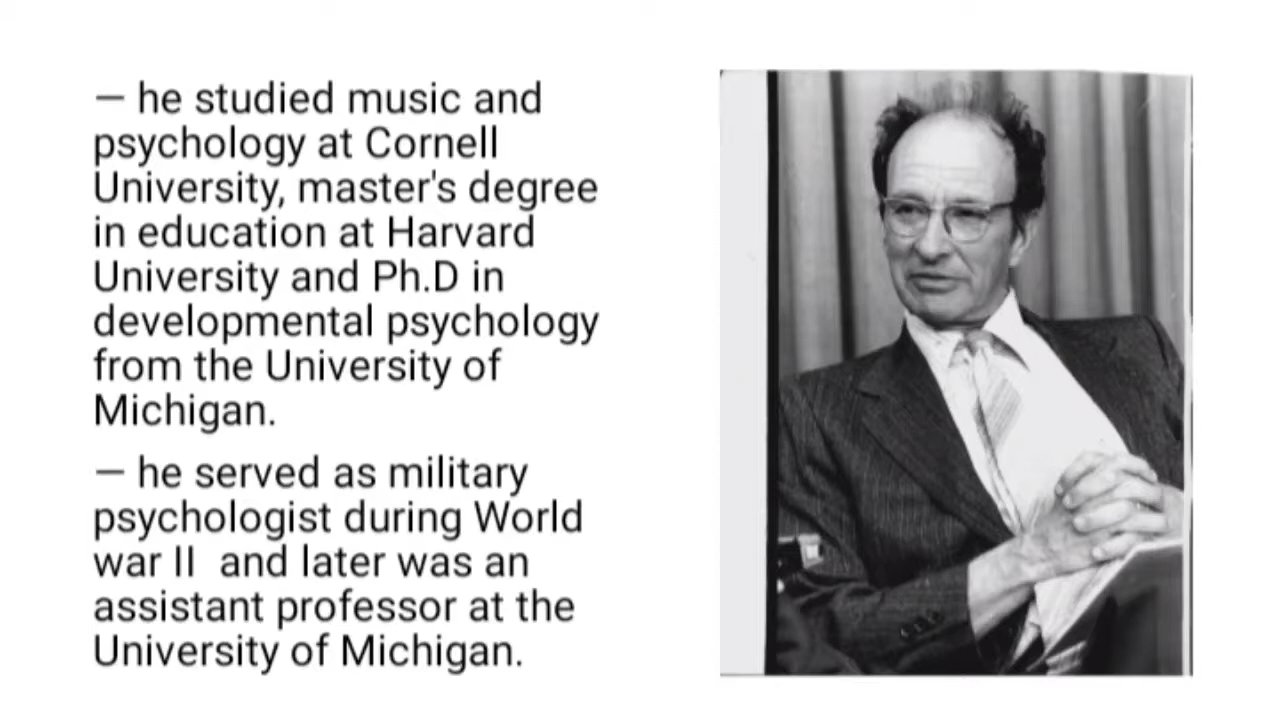 — he studied music and
psychology at Cornell
University, master's degree
in education at Harvard
University and Ph.D in
developmental psychology
from the University of
Michigan.
— he served as military
psychologist during World
war II  and later was an
assistant professor at the
University of Michigan.